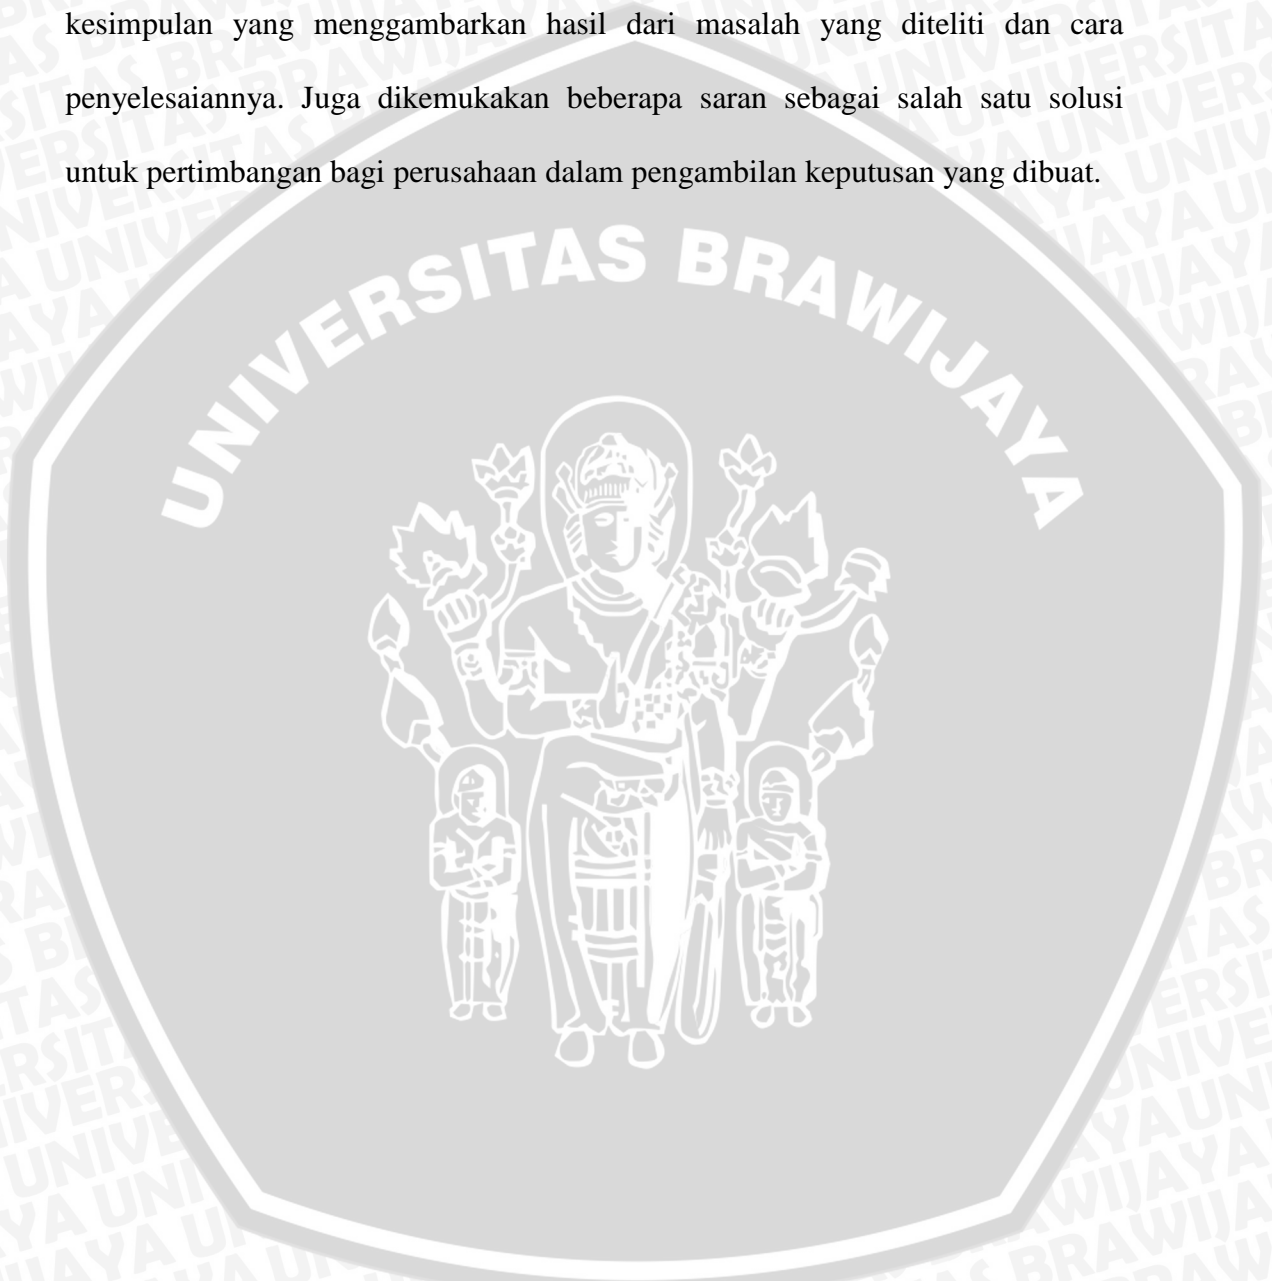 kesimpulan yang menggambarkan hasil dari masalah yang diteliti dan cara
penyelesaiannya. Juga dikemukakan beberapa saran sebagai salah satu solusi
untuk pertimbangan bagi perusahaan dalam pengambilan keputusan yang dibuat.
UNIVERSITAS BRAWIJAYA